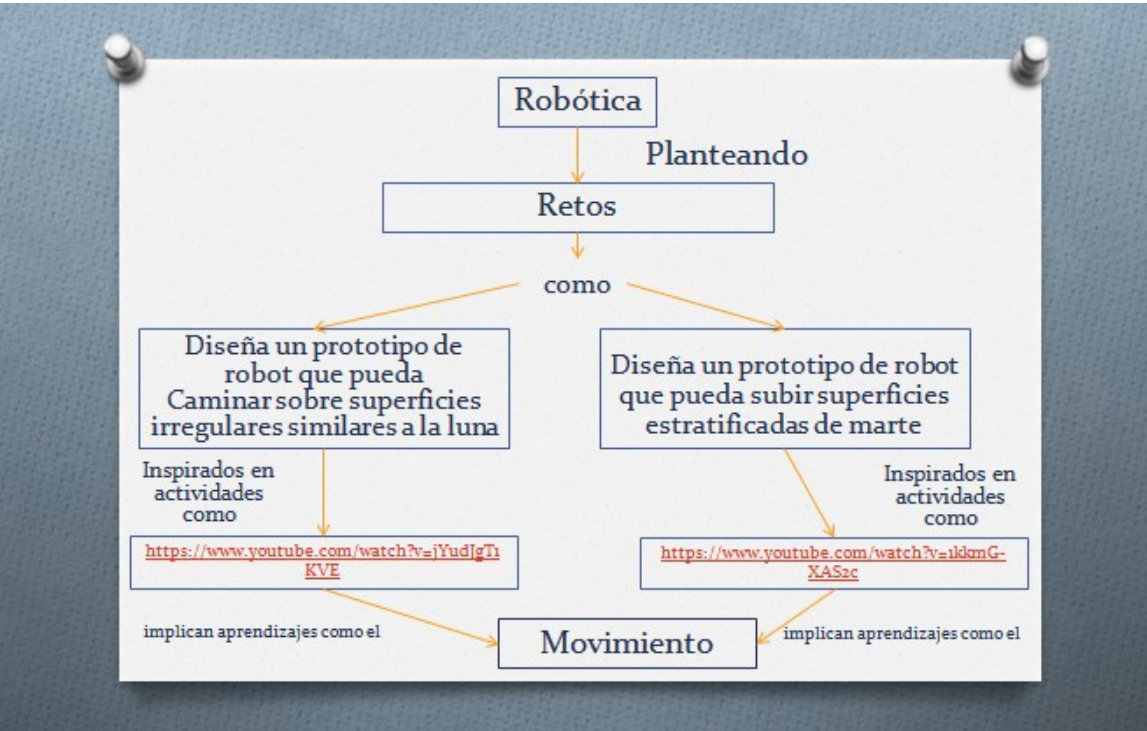 Robótica
Planteando
Retos
como
Diseña un prototipo de
robot que pueda
Caminar sobre superficies
irregulares similares a la luna
Diseña un prototipo de robot
que pueda subir superficies
estratificadas de marte
Inspirados en
actividades
como
Inspirados en
actividades
como
https://www.youtube.com/watch?v=jYudJgT1
KVE
https://www.youtube.com/watch?v=1kkmG-
XAS2c
implican aprendizajes como el
Movimiento
implican aprendizajes como el